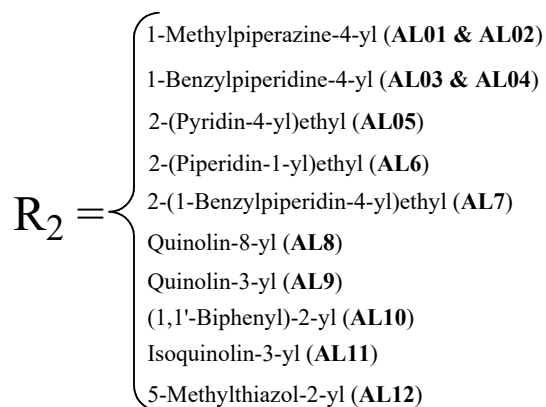 R2 =
1-Methylpiperazine-4-yl (AL01 & AL02)
1-Benzylpiperidine-4-yl (AL03 & AL04)
2-(Pyridin-4-yl)ethyl (AL05)
2-(Piperidin-1-yl)ethyl (AL6)
2-(1-Benzylpiperidin-4-yl)ethyl (AL7)
Quinolin-8-yl (AL8)
Quinolin-3-yl (AL9)
(1,1'-Biphenyl)-2-yl (AL10)
Isoquinolin-3-yl (AL11)
5-Methylthiazol-2-yl (AL12)